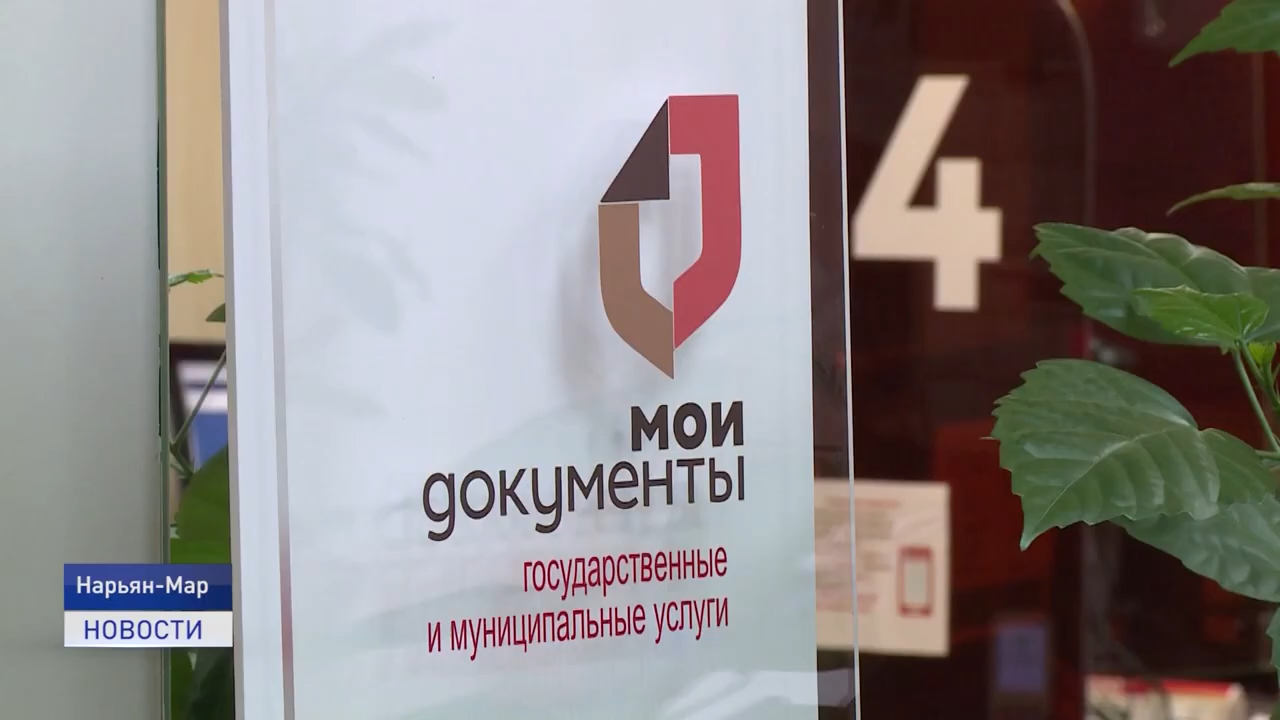 4
мои
документы
государственные
и муниципальные услуги
Нарьян-Мар
НОВОСТИ